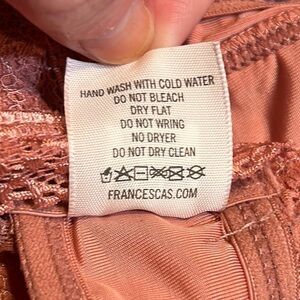 HAND WASH WITH COLD WATER
DO NOT BLEACH
DRY FLAT
DO NOT WRING
NO DRYER
DO NOT DRY CLEAN
FRANCESCAS.COM